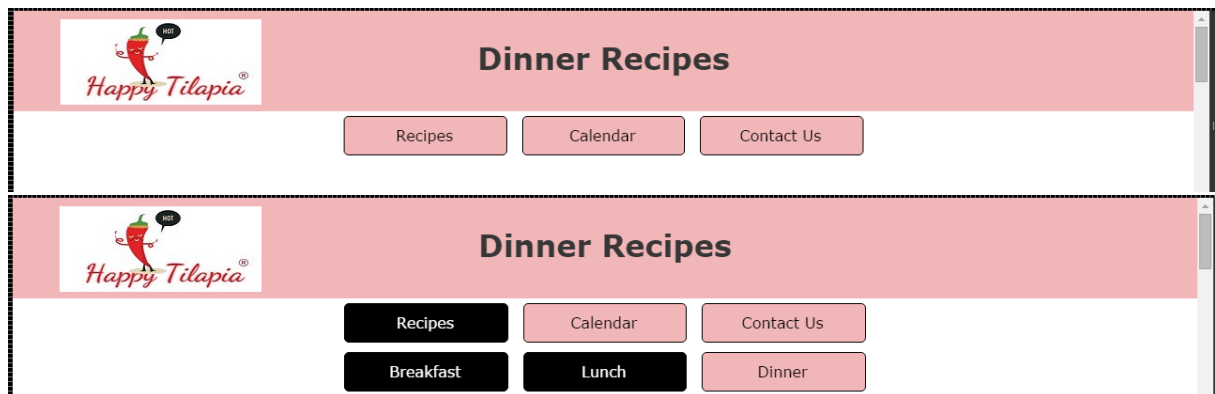 HOT
Happy Tilapia®
Dinner Recipes
Recipes Calendar Contact Us
HOT
Happy Tilapia®
Dinner Recipes
Recipes Calendar Contact Us
Breakfast Lunch Dinner